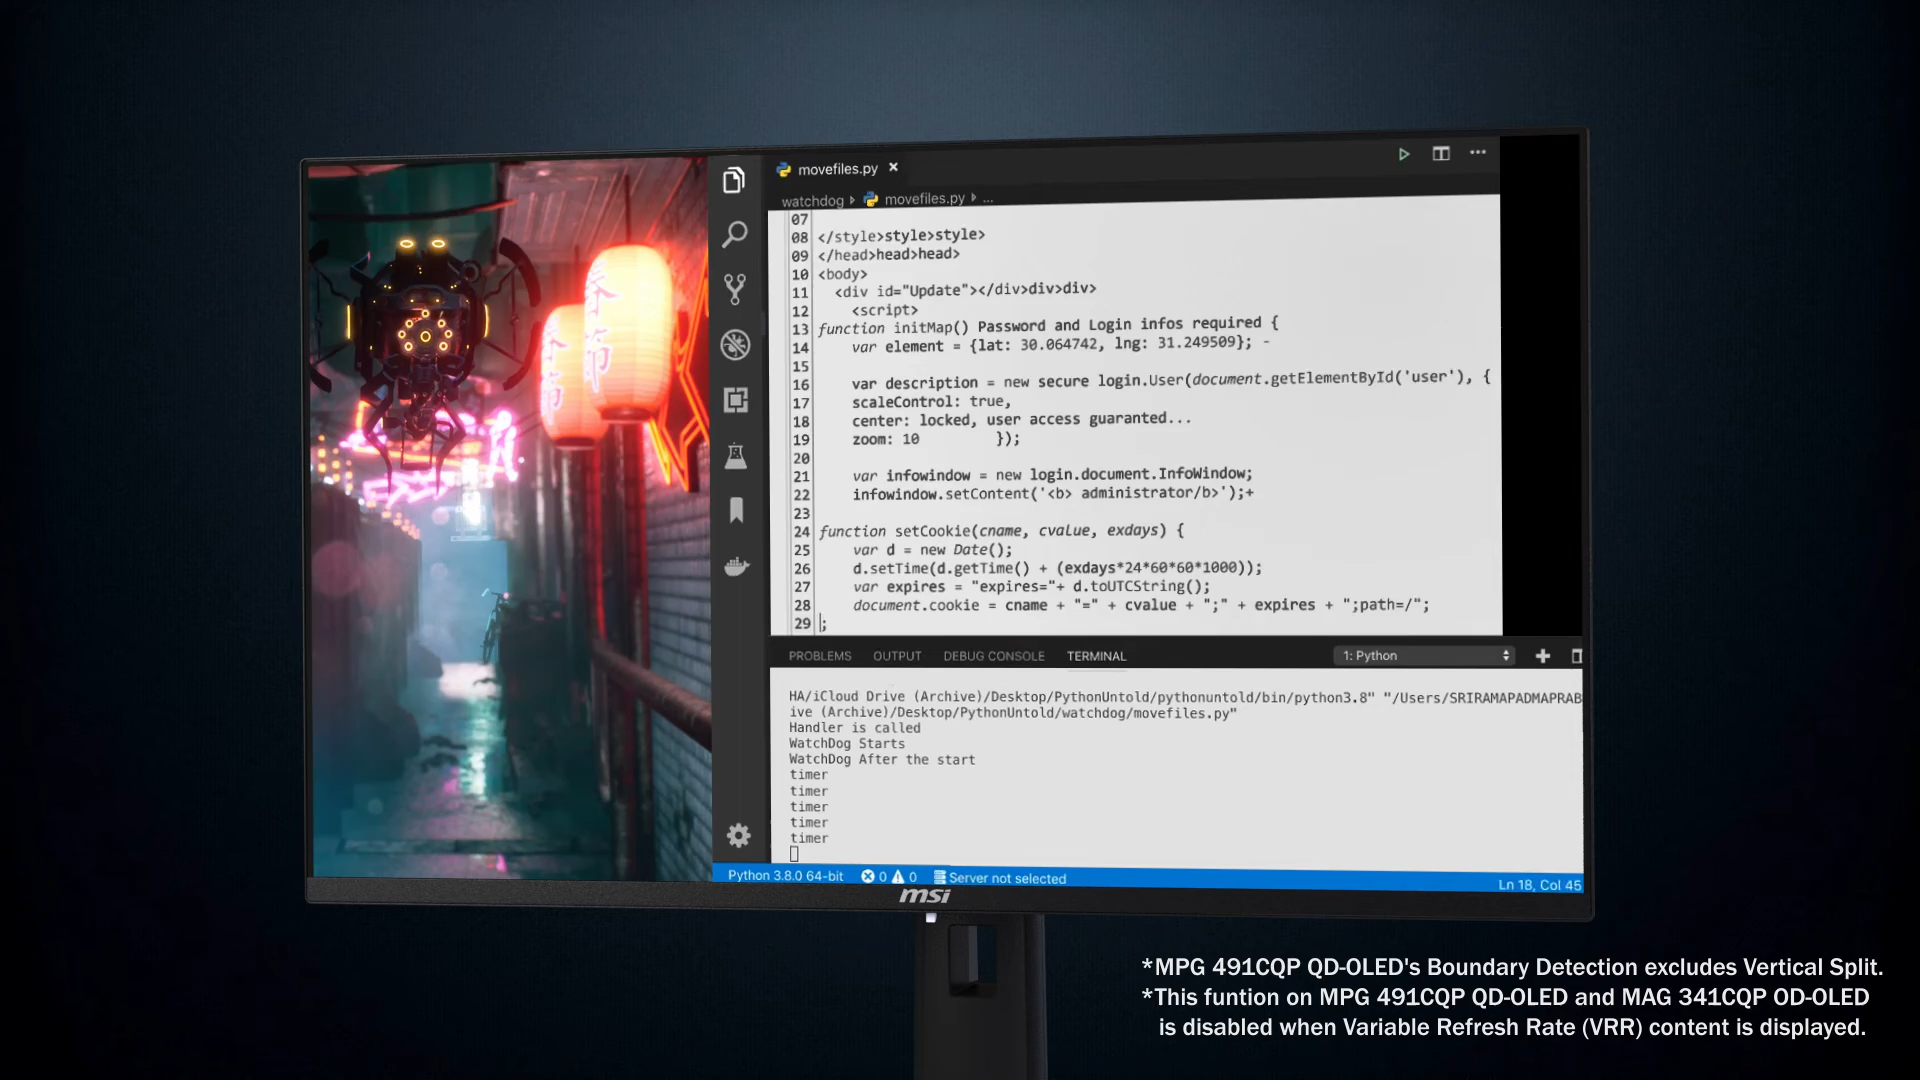 春節
春節
movefiles.py ×
watchdog movefiles.py ...
07
08 </style>style>style>
09 </head>head>head>
10 <body>
11 <div id="Update"></div>div>div>
12 <script>
13 function initMap() Password and Login infos required {
14 var element = {lat: 30.064742, lng: 31.249509}; -
15
16 var description = new secure login.User(document.getElementById('user'), {
17 scaleControl: true,
18 center: locked, user access guaranted...
19 zoom: 10 });
20
21 var infowindow = new login.document.InfoWindow;
22 infowindow.setContent('<b> administrator/b>');+
23
24 function setCookie(cname, cvalue, exdays) {
25 var d = new Date();
26 d.setTime(d.getTime() + (exdays*24*60*60*1000));
27 var expires = "expires="+ d.toUTCString();
28 document.cookie = cname + "=" + cvalue + ";" + expires + ";path=/";
29 ;
PROBLEMS OUTPUT DEBUG CONSOLE TERMINAL 1: Python
HA/iCloud Drive (Archive)/Desktop/PythonUntold/pythonuntold/bin/python3.8" "/Users/SRIRAMAPADMAPRAB
ive (Archive)/Desktop/PythonUntold/watchdog/movefiles.py"
Handler is called
WatchDog Starts
WatchDog After the start
timer
timer
timer
timer
timer
Python 3.8.0 64-bit 0 0 Server not selected Ln 18, Col 45
msi
*MPG 491CQP QD-OLED's Boundary Detection excludes Vertical Split.
*This funtion on MPG 491CQP QD-OLED and MAG 341CQP OD-OLED
is disabled when Variable Refresh Rate (VRR) content is displayed.